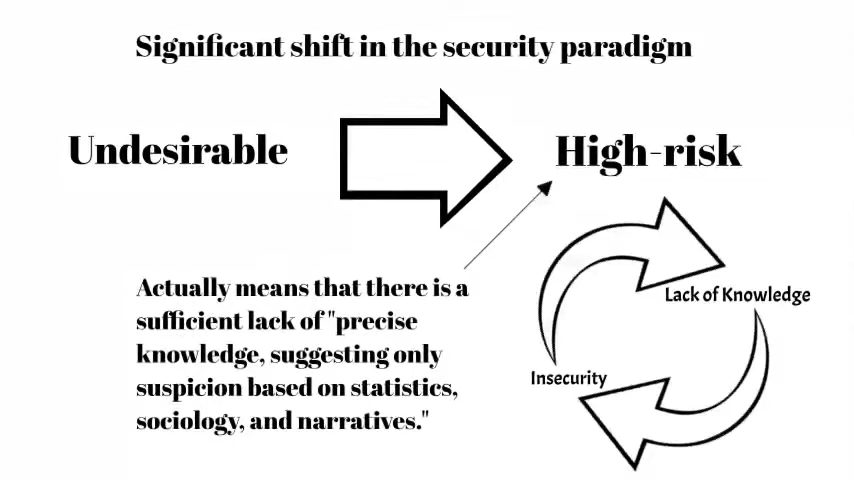 Significant shift in the security paradigm
Undesirable
High-risk
Actually means that there is a
sufficient lack of "precise
knowledge, suggesting only
suspicion based on statistics,
sociology, and narratives."
Lack of Knowledge
Insecurity